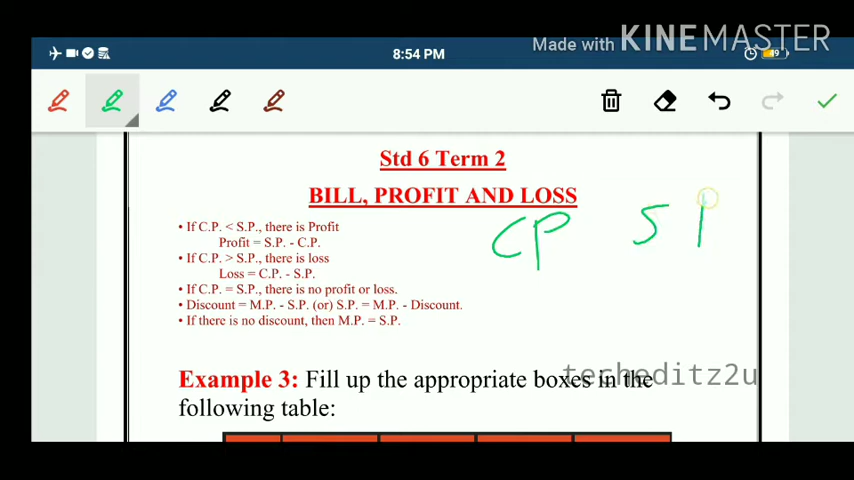 Made with KINEMASTER
8:54 PM
Std 6 Term 2
BILL, PROFIT AND LOSS
• If C.P. < S.P., there is Profit
Profit = S.P. - C.P.
• If C.P. > S.P., there is loss
Loss = C.P. - S.P.
• If C.P. = S.P., there is no profit or loss.
• Discount = M.P. - S.P. (or) S.P. = M.P. - Discount.
• If there is no discount, then M.P. = S.P.
CP S
Example 3: Fill up the appropriate boxes in the
following table:
techeditz2u